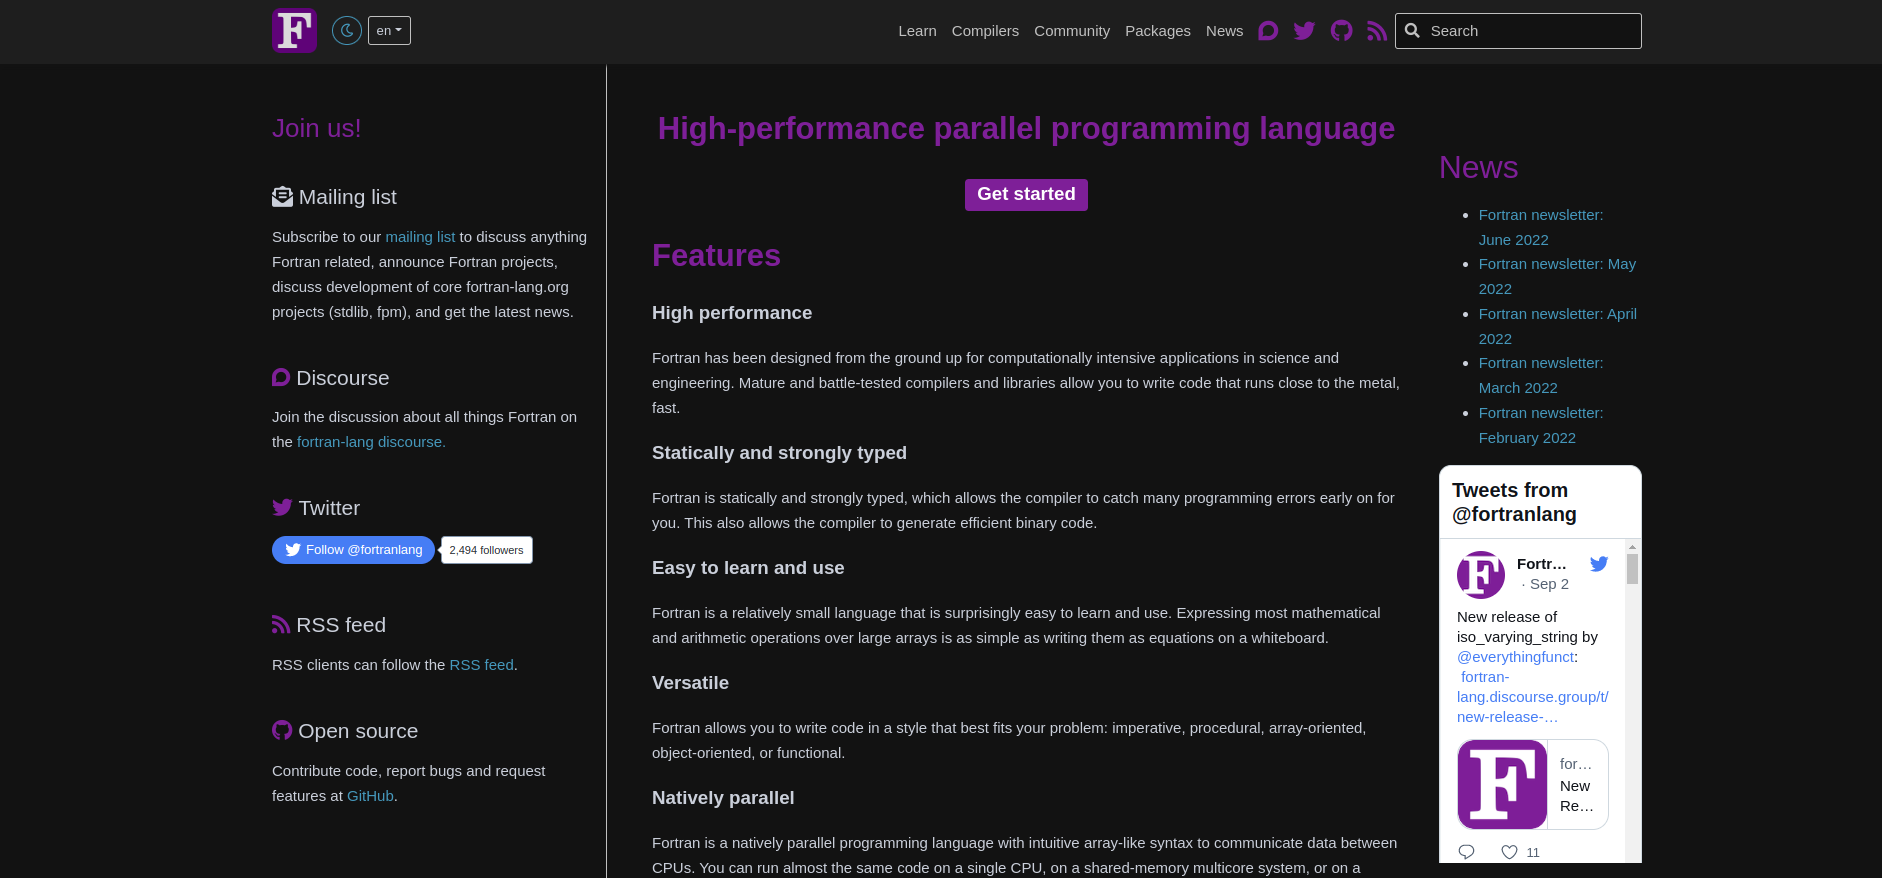 F
en
Learn Compilers Community Packages News Search
Join us!
Mailing list
Subscribe to our mailing list to discuss anything
Fortran related, announce Fortran projects,
discuss development of core fortran-lang.org
projects (stdlib, fpm), and get the latest news.
Discourse
Join the discussion about all things Fortran on
the fortran-lang discourse.
Twitter
Follow @fortranlang 2,494 followers
RSS feed
RSS clients can follow the RSS feed.
Open source
Contribute code, report bugs and request
features at GitHub.
High-performance parallel programming language
Get started
Features
High performance
Fortran has been designed from the ground up for computationally intensive applications in science and
engineering. Mature and battle-tested compilers and libraries allow you to write code that runs close to the metal,
fast.
Statically and strongly typed
Fortran is statically and strongly typed, which allows the compiler to catch many programming errors early on for
you. This also allows the compiler to generate efficient binary code.
Easy to learn and use
Fortran is a relatively small language that is surprisingly easy to learn and use. Expressing most mathematical
and arithmetic operations over large arrays is as simple as writing them as equations on a whiteboard.
Versatile
Fortran allows you to write code in a style that best fits your problem: imperative, procedural, array-oriented,
object-oriented, or functional.
Natively parallel
Fortran is a natively parallel programming language with intuitive array-like syntax to communicate data between
CPUs. You can run almost the same code on a single CPU, on a shared-memory multicore system, or on a
News
Fortran newsletter:
June 2022
Fortran newsletter: May
2022
Fortran newsletter: April
2022
Fortran newsletter:
March 2022
Fortran newsletter:
February 2022
Tweets from
@fortranlang
F
Fortr…
· Sep 2
New release of
iso_varying_string by
@everythingfunct:
fortran-
lang.discourse.group/t/
new-release-…
F
for…
New
Re…
11